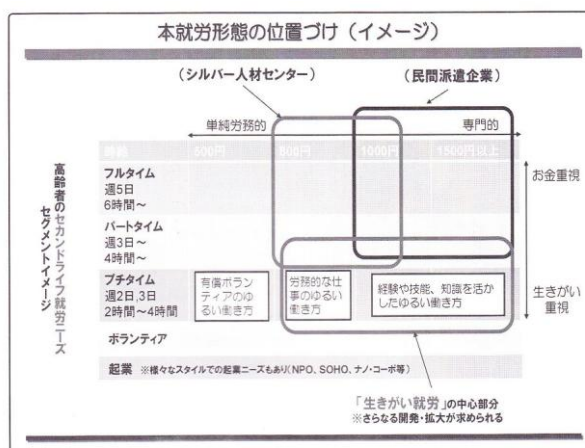 本就労形態の位置づけ(イメージ)
(シルバー人材センター)
(民間派遣企業)
単純労務的
専門的
時給
500円
800円
1000円
1500円以上
高齢者のセカンドライフ就労ニーズ
セグメントイメージ
フルタイム
週5日
6時間～
パートタイム
週3日～
4時間～
プチタイム
週2日,3日
2時間～4時間
有償ボラン
ティアのゆ
るい働き方
労務的な仕
事のゆるい
働き方
経験や技能、知識を活か
したゆるい働き方
お金重視
生きがい
重視
ボランティア
起業 ※様々なスタイルでの起業ニーズもあり(NPO、SOHO、ナノ・コーポ等)
「生きがい就労」の中心部分
※さらなる開発・拡大が求められる